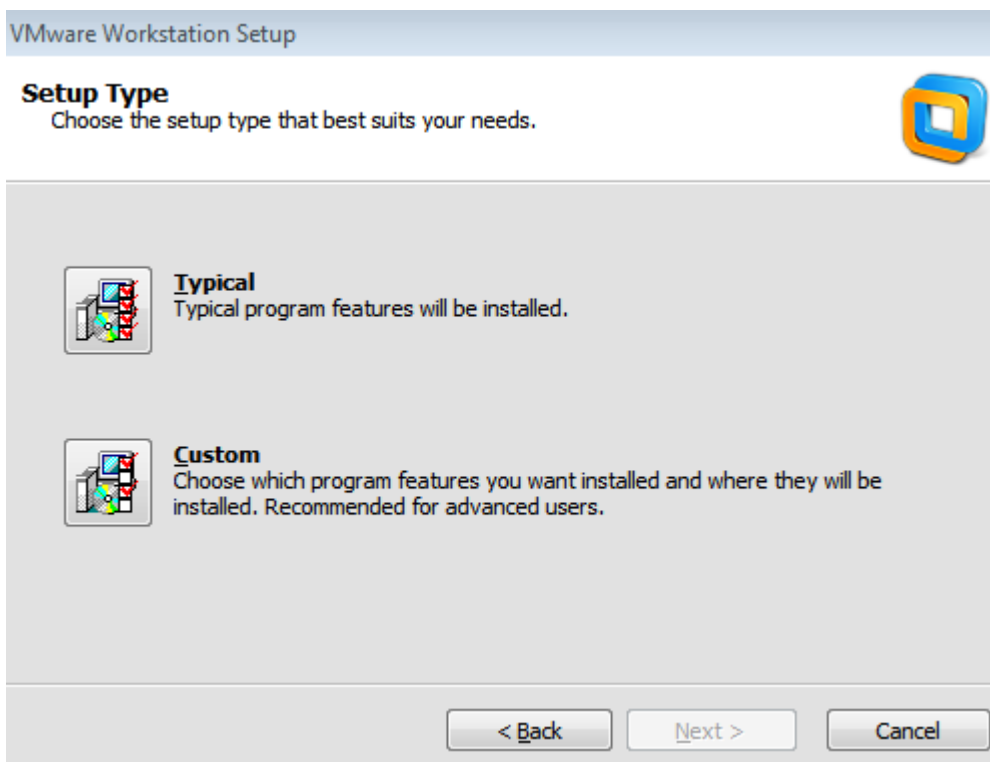 VMware Workstation Setup
Setup Type
Choose the setup type that best suits your needs.
Typical
Typical program features will be installed.
Custom
Choose which program features you want installed and where they will be
installed. Recommended for advanced users.
< Back Next > Cancel